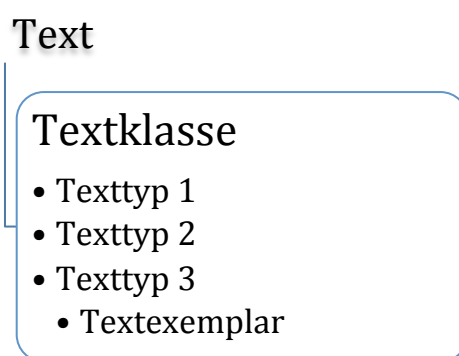 Text
Textklasse
• Texttyp 1
• Texttyp 2
• Texttyp 3
• Textexemplar